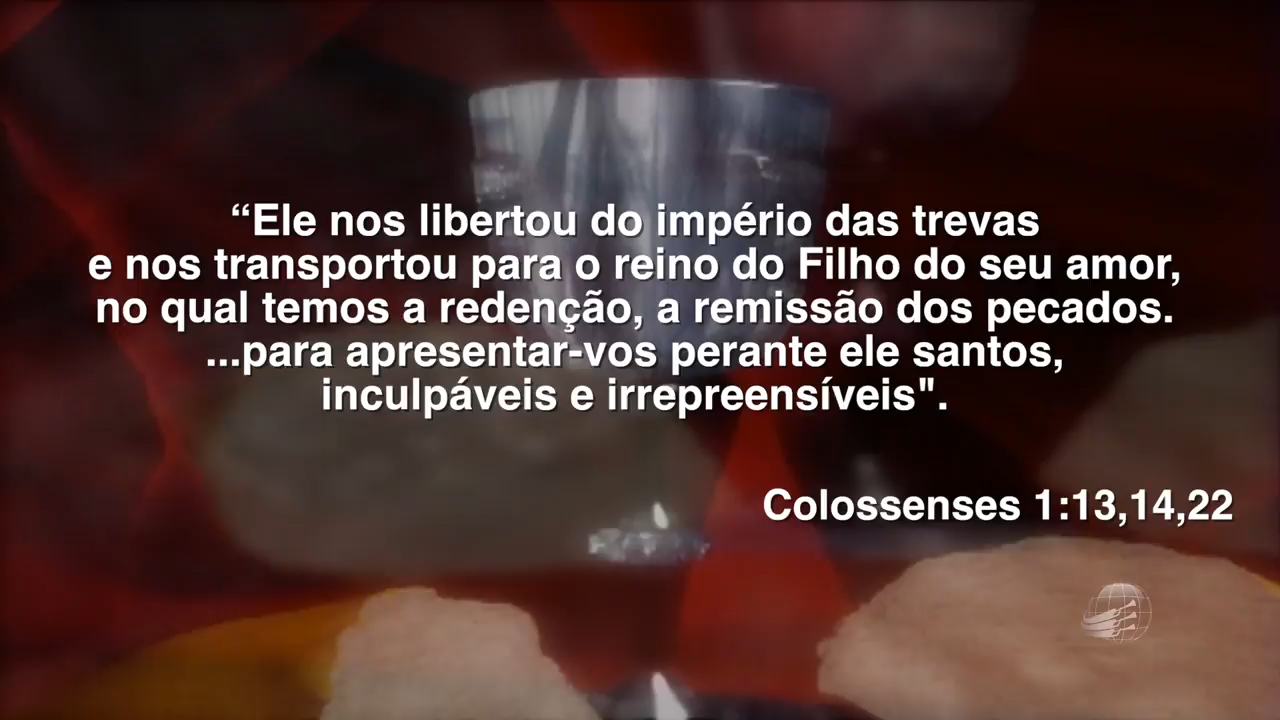 “Ele nos libertou do império das trevas
e nos transportou para o reino do Filho do seu amor,
no qual temos a redenção, a remissão dos pecados.
...para apresentar-vos perante ele santos,
inculpáveis e irrepreensíveis".
Colossenses 1:13,14,22